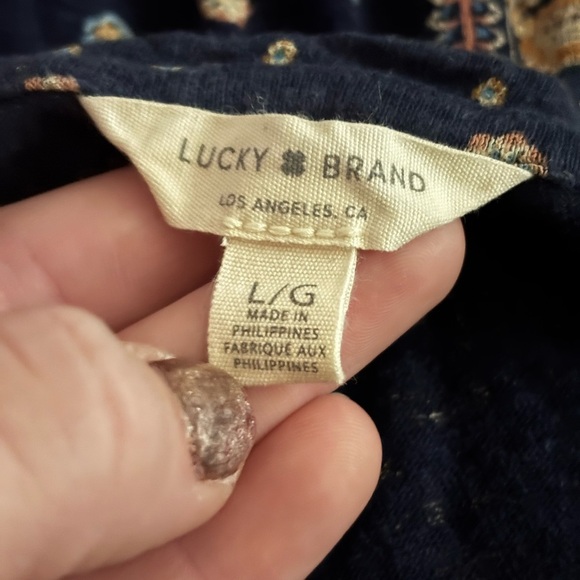 LUCKY BRAND
LOS ANGELES, CA
L/G
MADE IN
PHILIPPINES
FABRIQUÉ AUX
PHILIPPINES